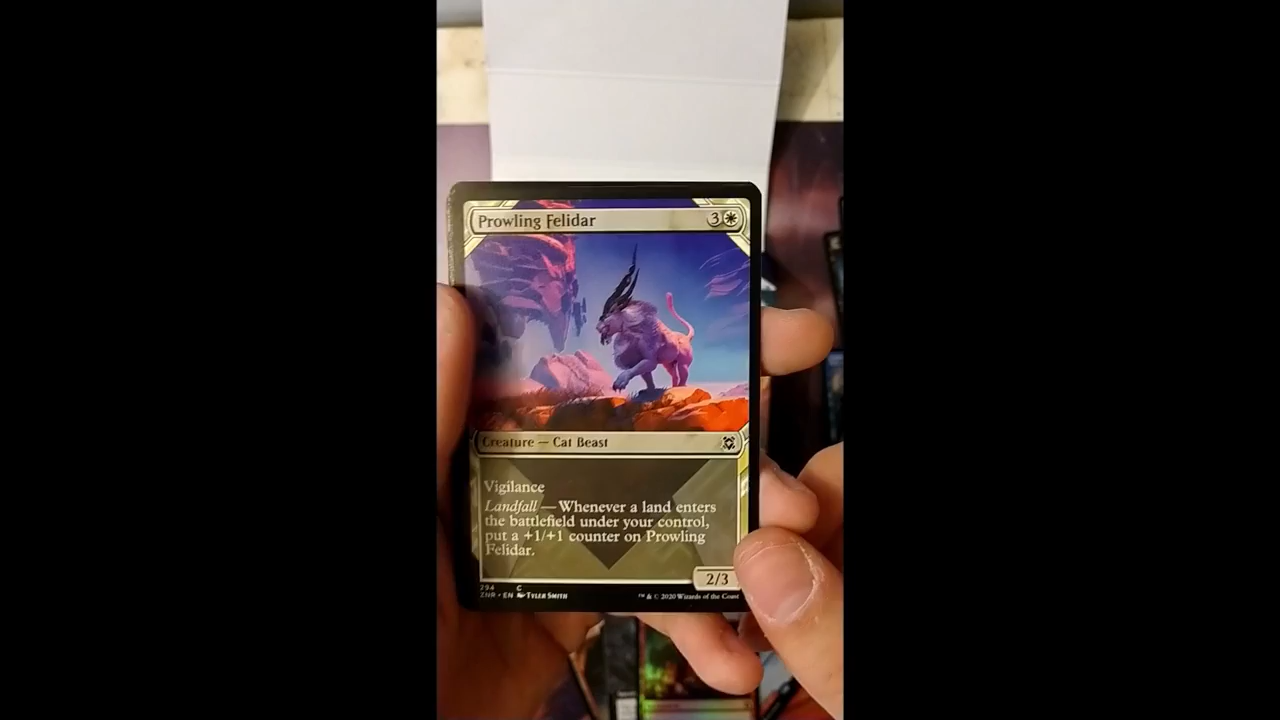 Prowling Felidar 3
Creature — Cat Beast
Vigilance
Landfall — Whenever a land enters
the battlefield under your control,
put a +1/+1 counter on Prowling
Felidar.
2/3
294 C
ZNR • EN Tyler Smith ™ & © 2020 Wizards of the Coast